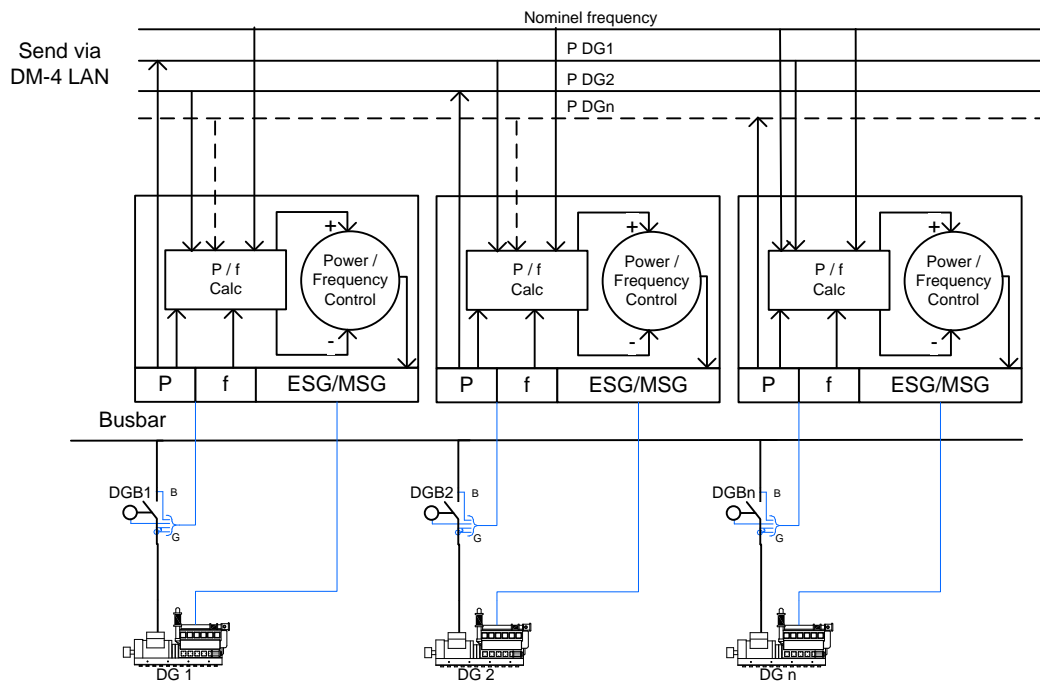 Nominel frequency
Send via
DM-4 LAN
P DG1
P DG2
P DGn
P / f
Calc
+
Power /
Frequency
Control
-
P / f
Calc
+
Power /
Frequency
Control
-
P / f
Calc
+
Power /
Frequency
Control
-
P f ESG/MSG
P f ESG/MSG
P f ESG/MSG
Busbar
DGB1 B
G
DGB2 B
G
DGBn B
G
DG 1
DG 2
DG n